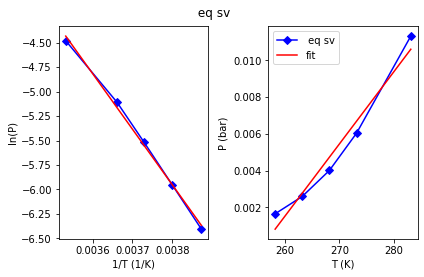 eq sv
ln(P)
−4.50
−4.75
−5.00
−5.25
−5.50
−5.75
−6.00
−6.25
−6.50
0.0036
0.0037
0.0038
1/T (1/K)
P (bar)
0.010
0.008
0.006
0.004
0.002
eq sv
fit
260
270
280
T (K)